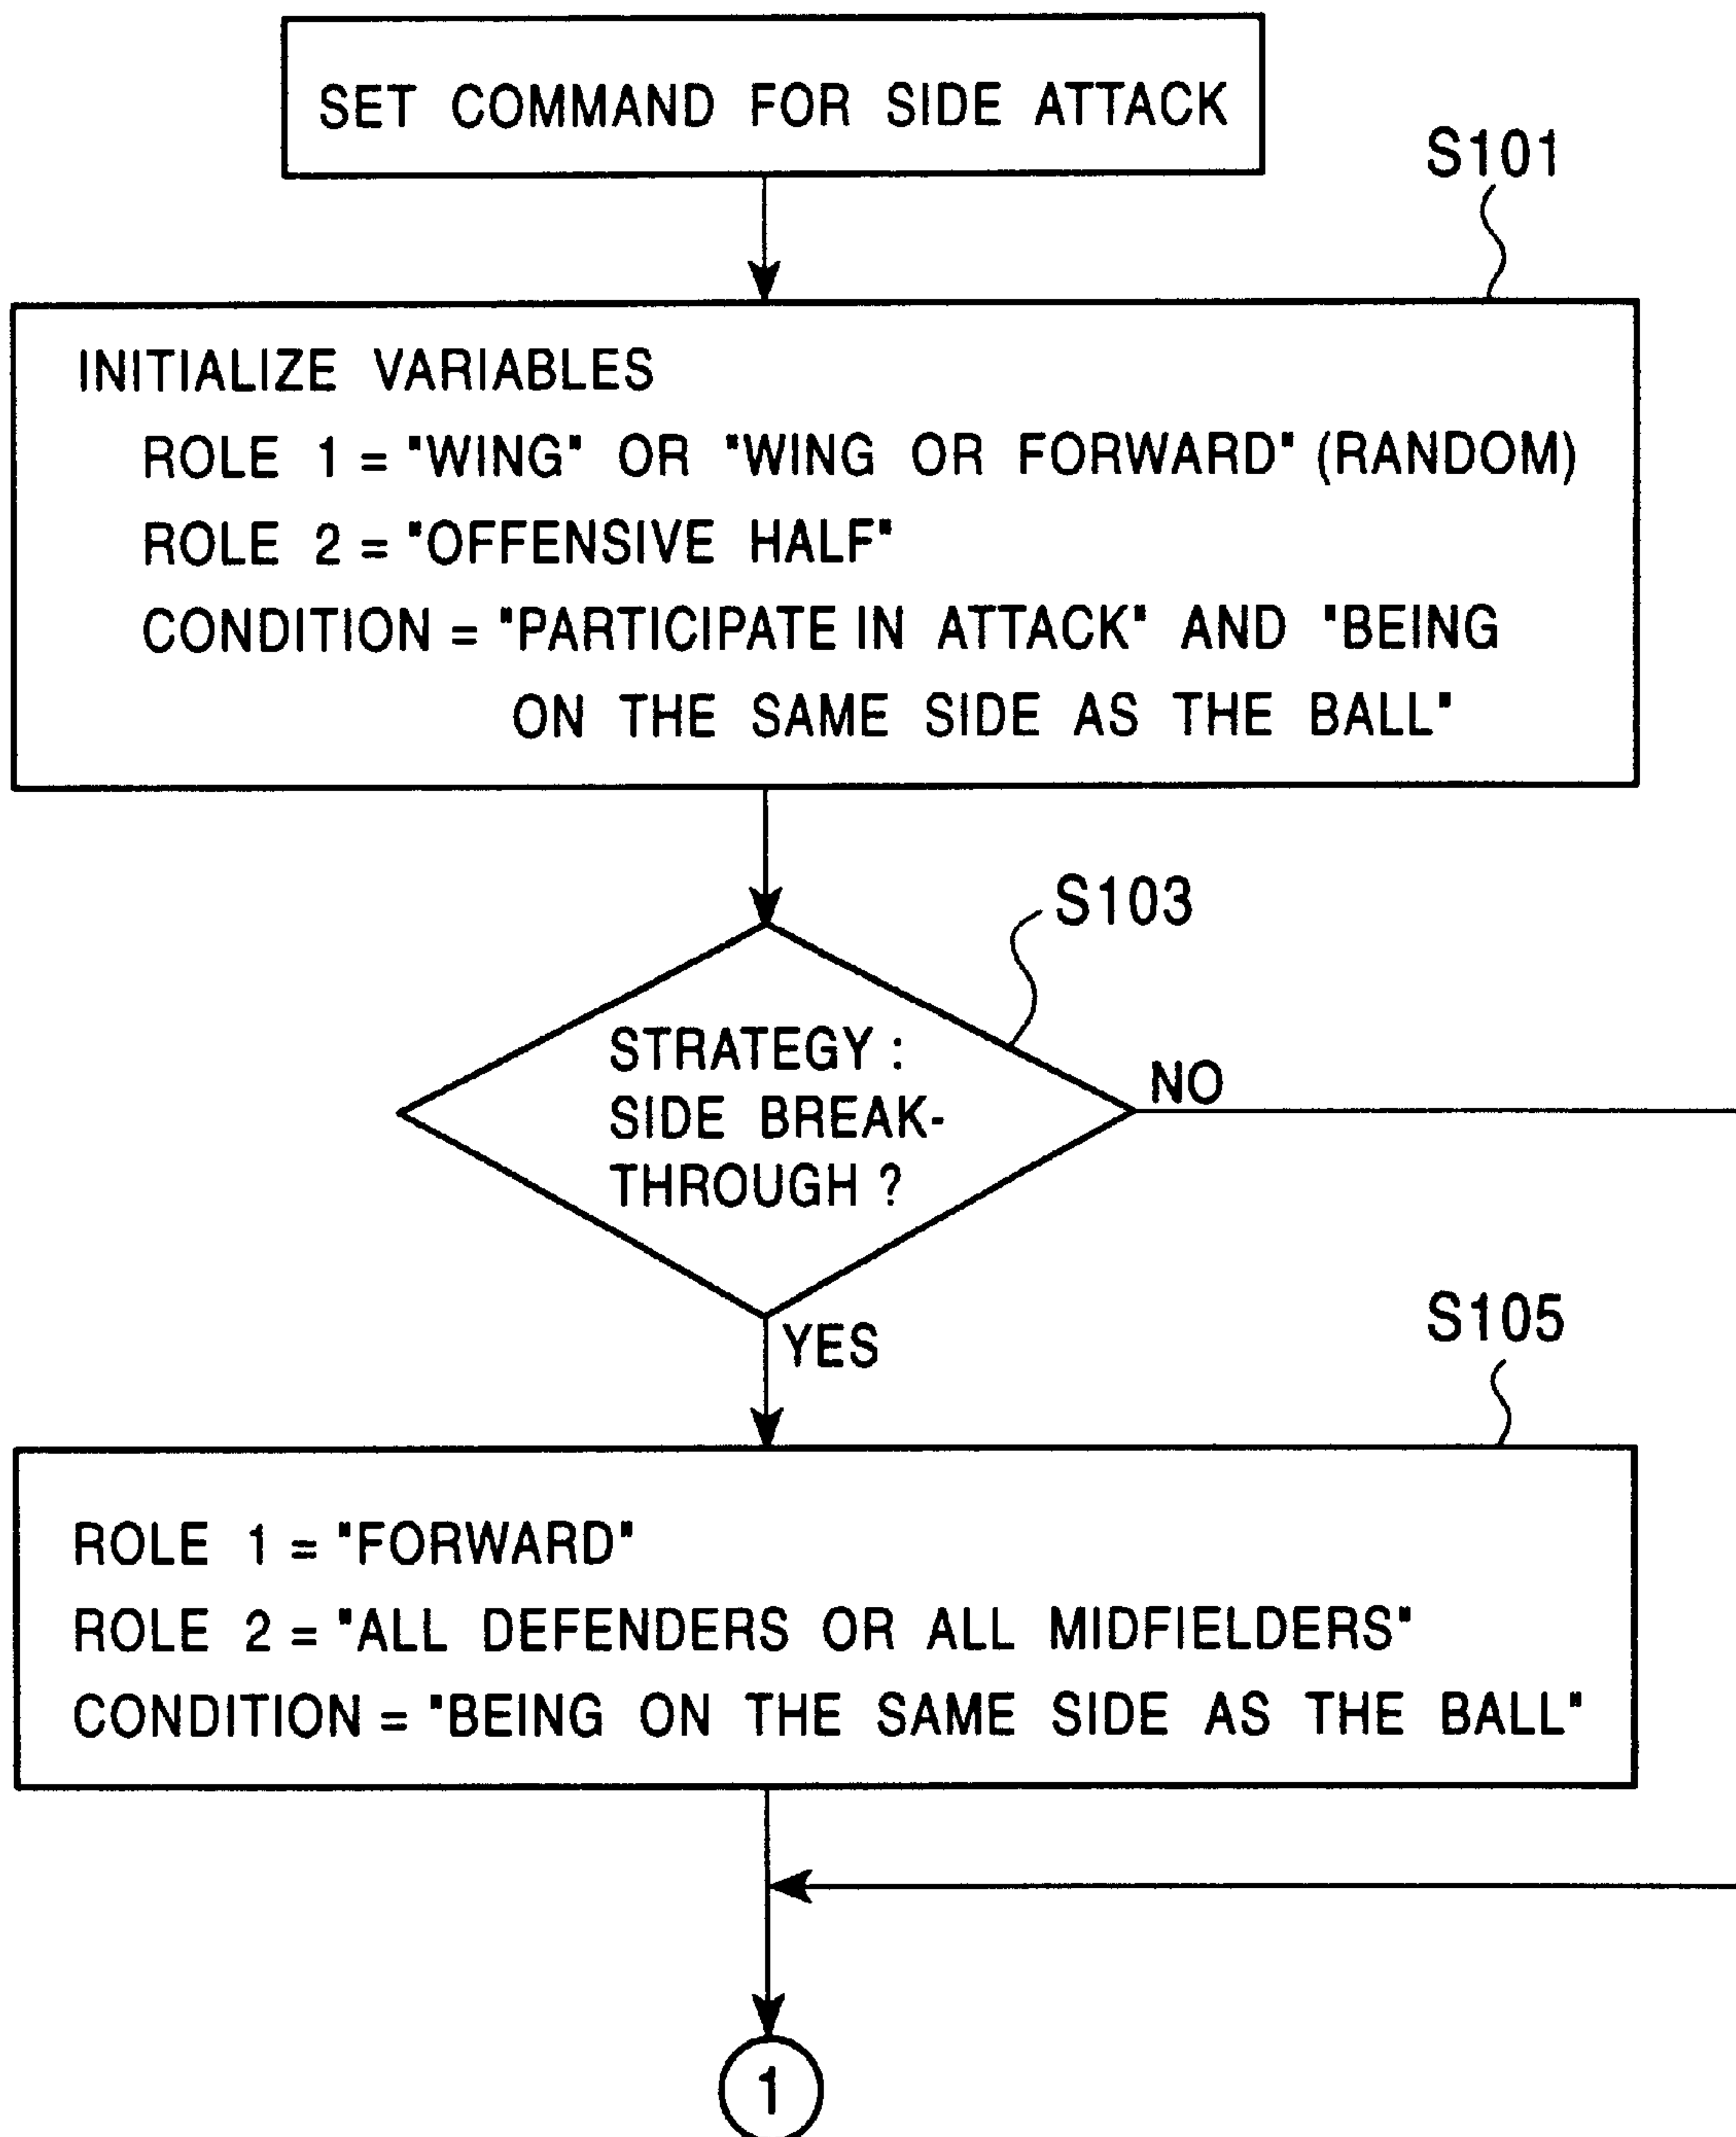 SET COMMAND FOR SIDE ATTACK
S101
INITIALIZE VARIABLES
ROLE 1 = "WING" OR "WING OR FORWARD" (RANDOM)
ROLE 2 = "OFFENSIVE HALF"
CONDITION = "PARTICIPATE IN ATTACK" AND "BEING
ON THE SAME SIDE AS THE BALL"
S103
STRATEGY :
SIDE BREAK-
THROUGH ?
NO
YES
S105
ROLE 1 = "FORWARD"
ROLE 2 = "ALL DEFENDERS OR ALL MIDFIELDERS"
CONDITION = "BEING ON THE SAME SIDE AS THE BALL"
1